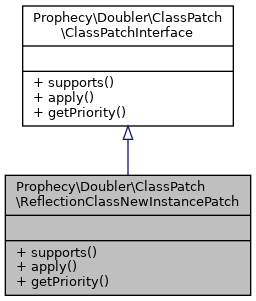 Prophecy\Doubler\ClassPatch
\ClassPatchInterface
+ supports()
+ apply()
+ getPriority()
Prophecy\Doubler\ClassPatch
\ReflectionClassNewInstancePatch
+ supports()
+ apply()
+ getPriority()